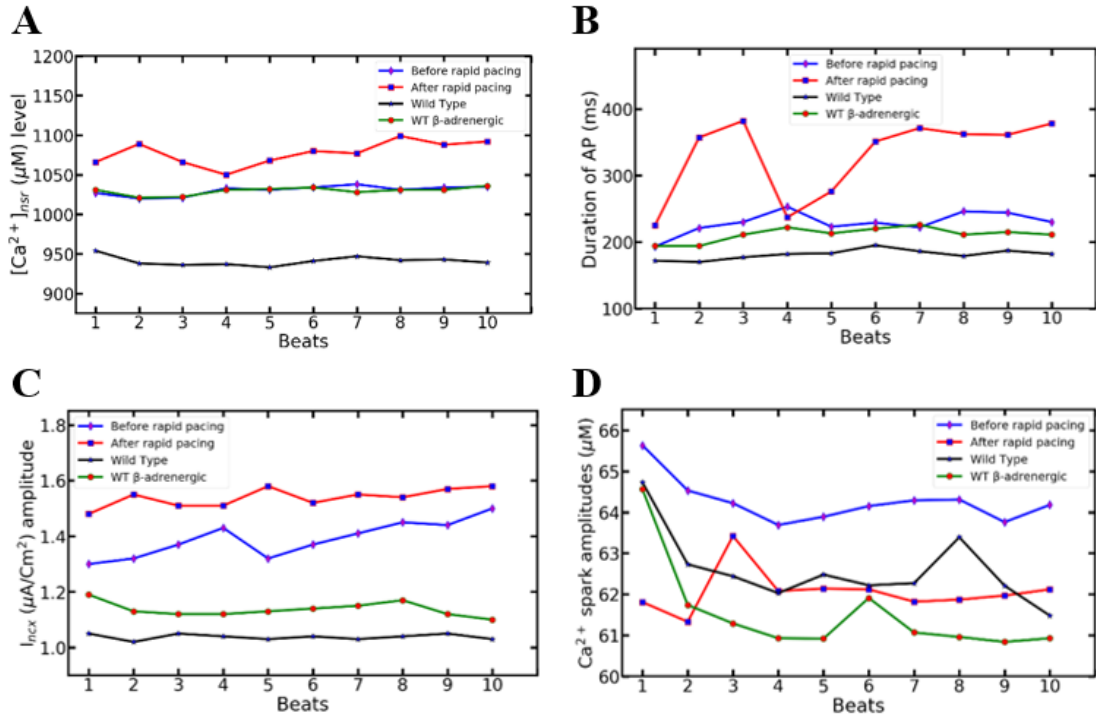 A
[Ca²⁺]ₙₛᵣ (μM) level
1200
1150
1100
1050
1000
950
900
Before rapid pacing
After rapid pacing
Wild Type
WT β-adrenergic
1 2 3 4 5 6 7 8 9 10
Beats
B
Duration of AP (ms)
400
300
200
100
Before rapid pacing
After rapid pacing
Wild Type
WT β-adrenergic
1 2 3 4 5 6 7 8 9 10
Beats
C
Iₙcₓ (μA/Cm²) amplitude
1.8
1.6
1.4
1.2
1.0
Before rapid pacing
After rapid pacing
Wild Type
WT β-adrenergic
1 2 3 4 5 6 7 8 9 10
Beats
D
Ca²⁺ spark amplitudes (μM)
66
65
64
63
62
61
60
Before rapid pacing
After rapid pacing
Wild Type
WT β-adrenergic
1 2 3 4 5 6 7 8 9 10
Beats